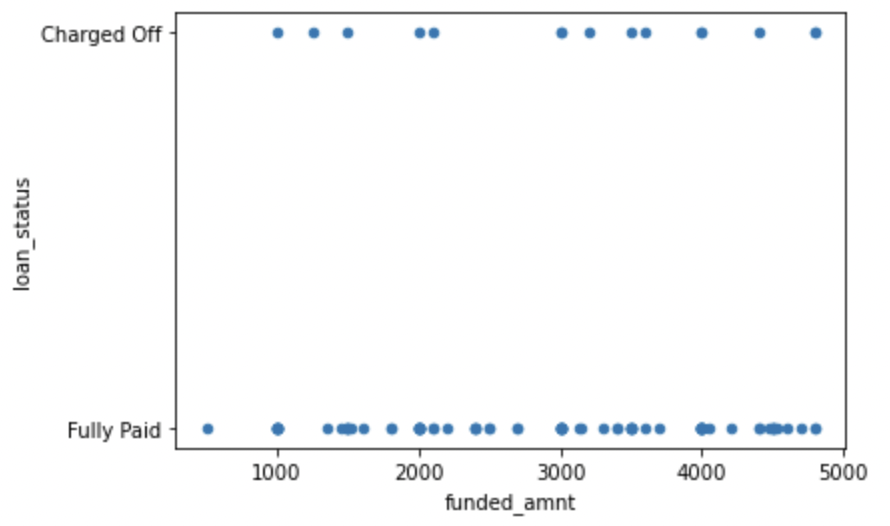 Charged Off
loan_status
Fully Paid
1000 2000 3000 4000 5000
funded_amnt